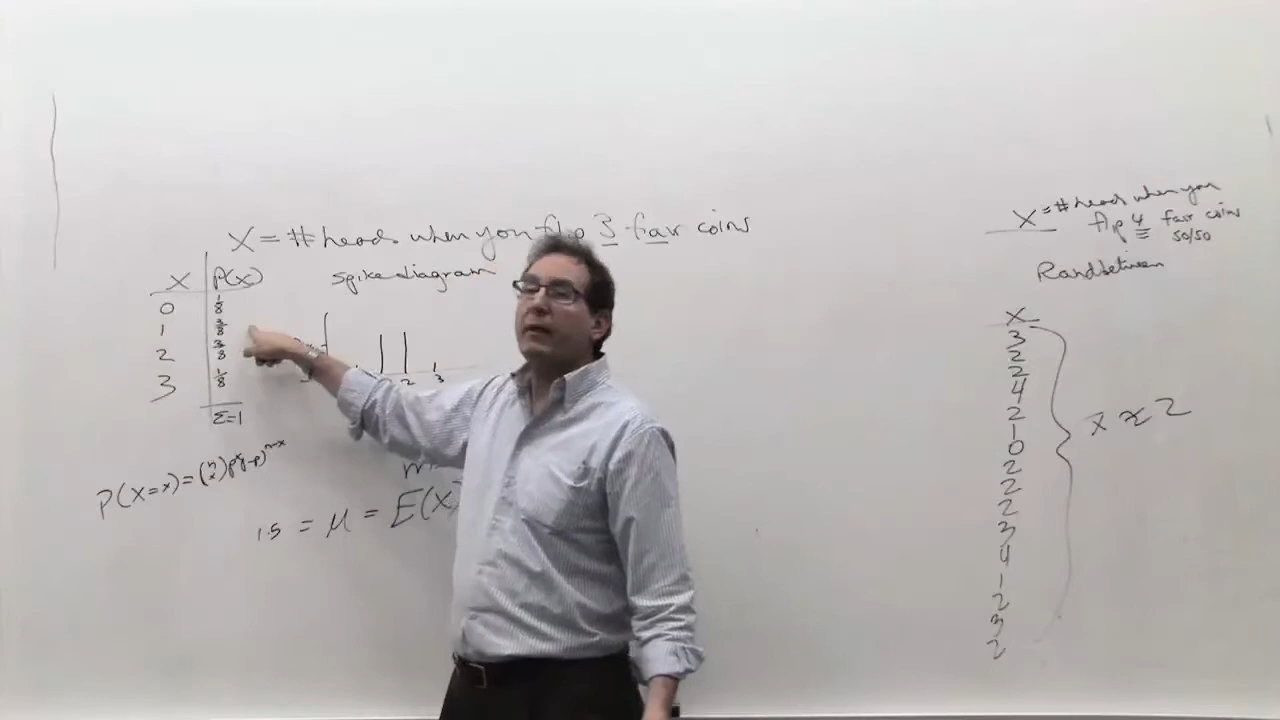 X = # heads when you flip 3 fair coins
X P(X)
0 1/8
1 3/8
2 3/8
3 1/8
Σ=1
spike diagram
2 3
P(X=x) = (n x) p^x (1-p)^n-x
1.5 = μ = E(X)
X = # heads when you
flip 4 fair coins
50/50
Randbetween
X
3
2
2
4
2
1
0
2
2
2
3
4
1
2
3
2
x̄ ≈ 2